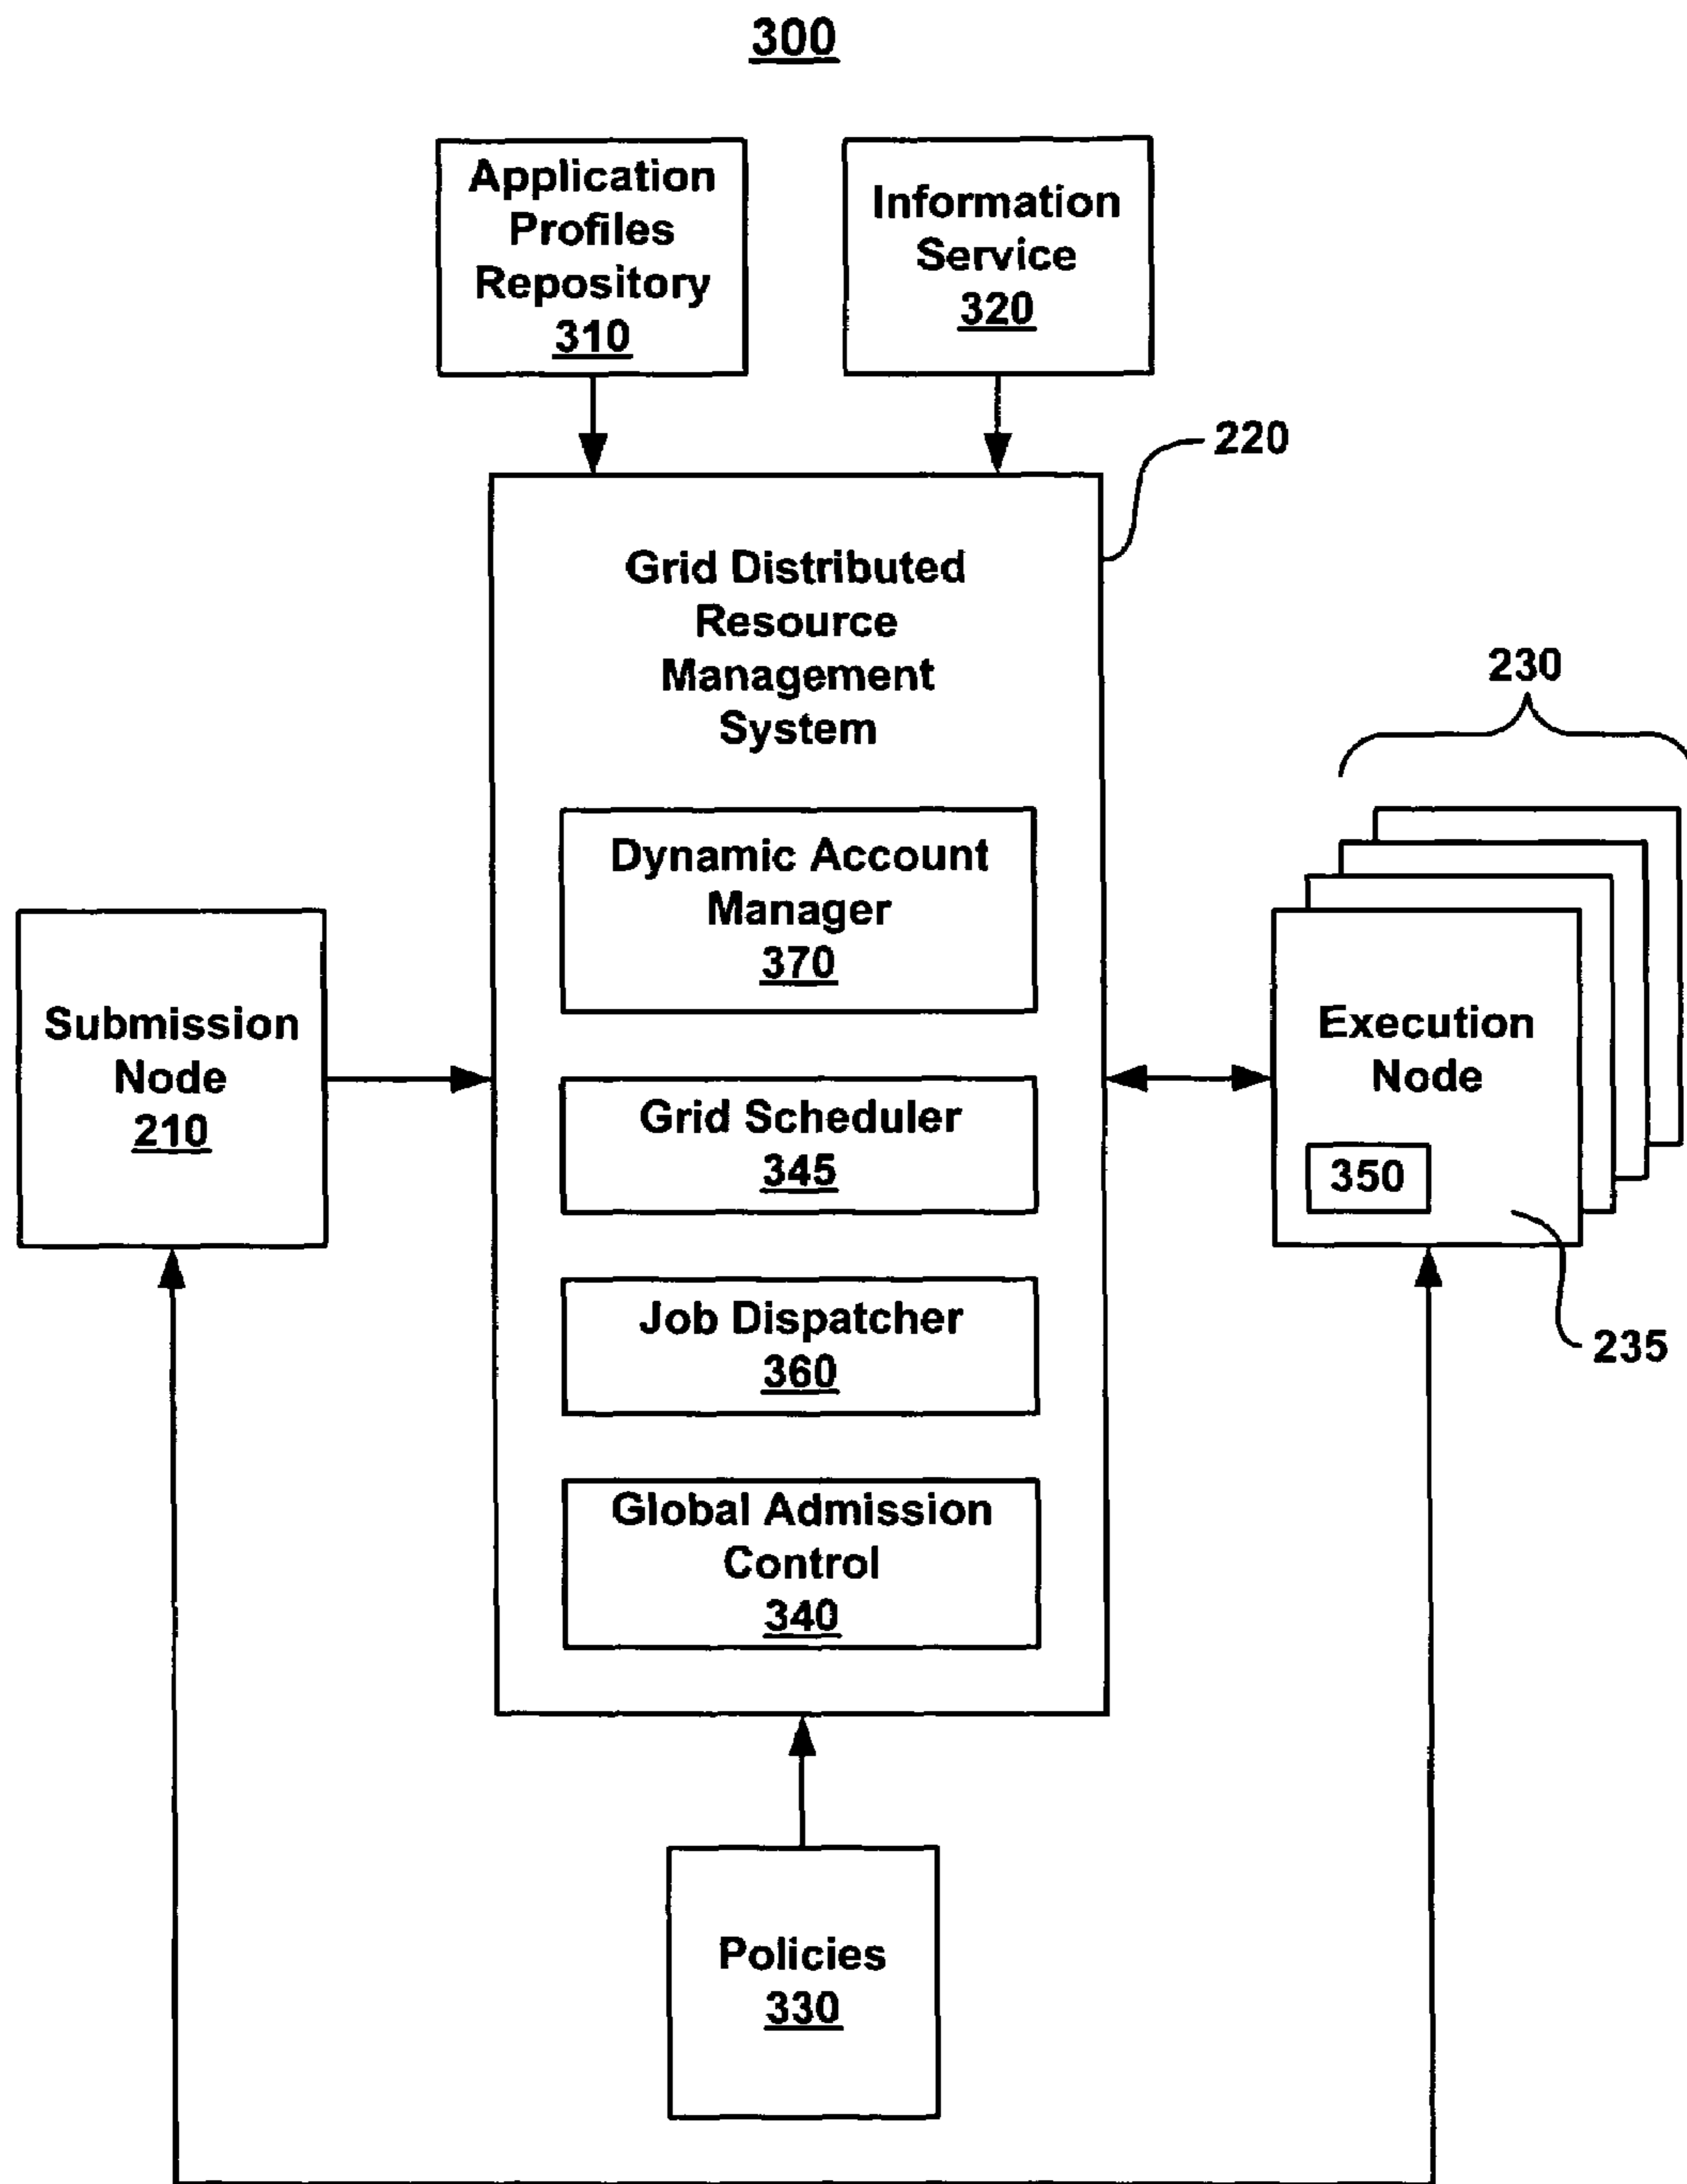 300
Application
Profiles
Repository
310
Information
Service
320
220
Grid Distributed
Resource
Management
System
230
Dynamic Account
Manager
370
Submission
Node
210
Grid Scheduler
345
Execution
Node
350
235
Job Dispatcher
360
Global Admission
Control
340
Policies
330